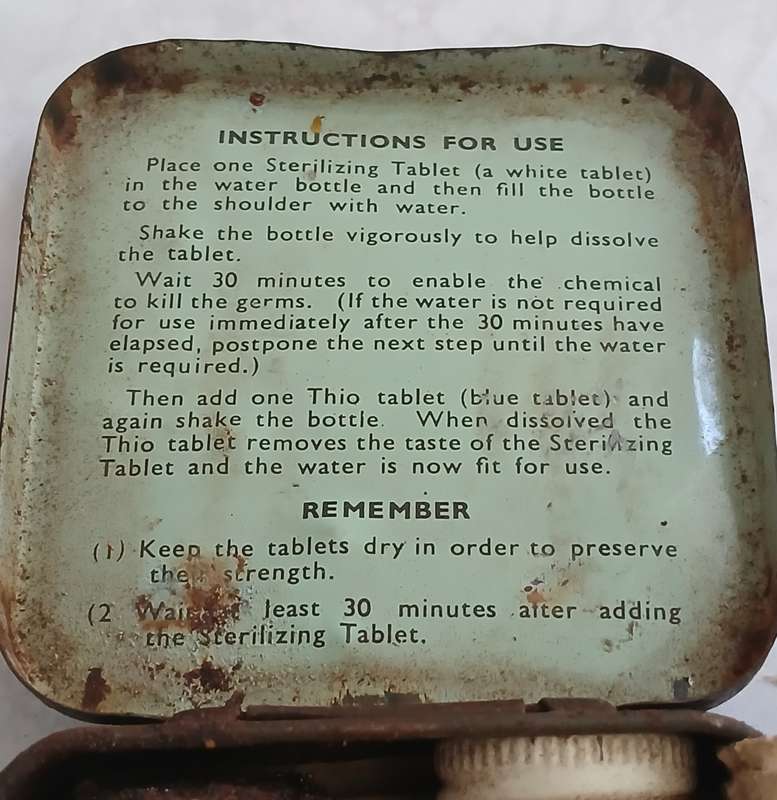 INSTRUCTIONS FOR USE
Place one Sterilizing Tablet (a white tablet)
in the water bottle and then fill the bottle
to the shoulder with water.
Shake the bottle vigorously to help dissolve
the tablet.
Wait 30 minutes to enable the chemical
to kill the germs. (If the water is not required
for use immediately after the 30 minutes have
elapsed, postpone the next step until the water
is required.)
Then add one Thio tablet (blue tablet) and
again shake the bottle. When dissolved the
Thio tablet removes the taste of the Sterilizing
Tablet and the water is now fit for use.
REMEMBER
(1) Keep the tablets dry in order to preserve
strength.
(2 Wait least 30 minutes after adding
the Sterilizing Tablet.